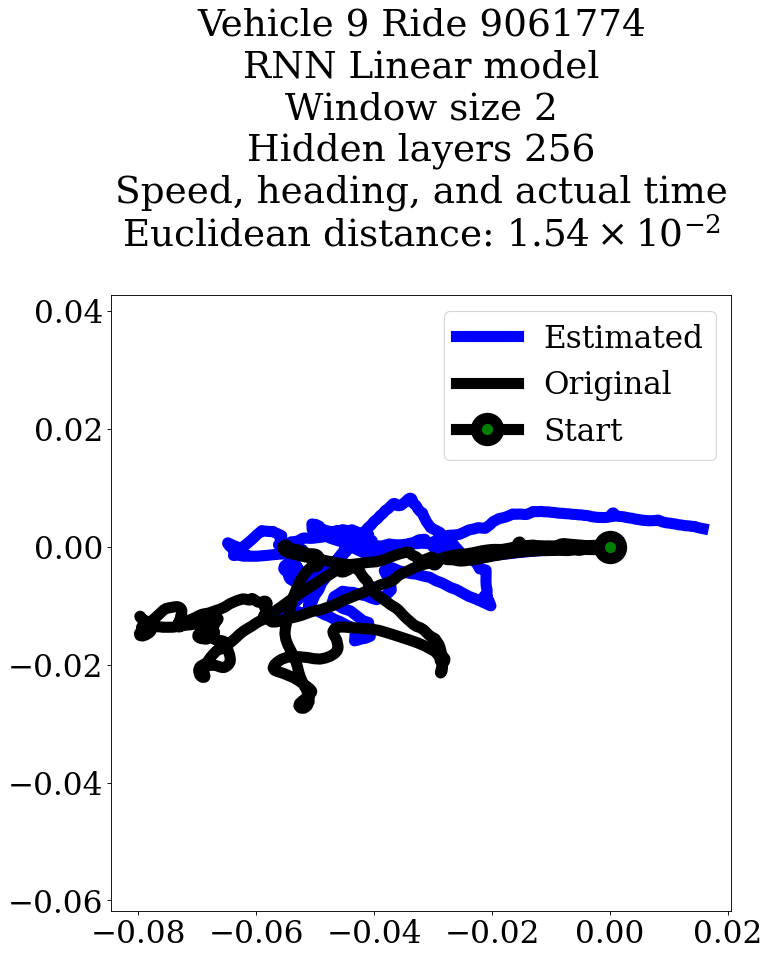 Vehicle 9 Ride 9061774
RNN Linear model
Window size 2
Hidden layers 256
Speed, heading, and actual time
Euclidean distance: 1.54 × 10⁻²
Estimated
Original
Start
0.04
0.02
0.00
−0.02
−0.04
−0.06
−0.08 −0.06 −0.04 −0.02 0.00 0.02